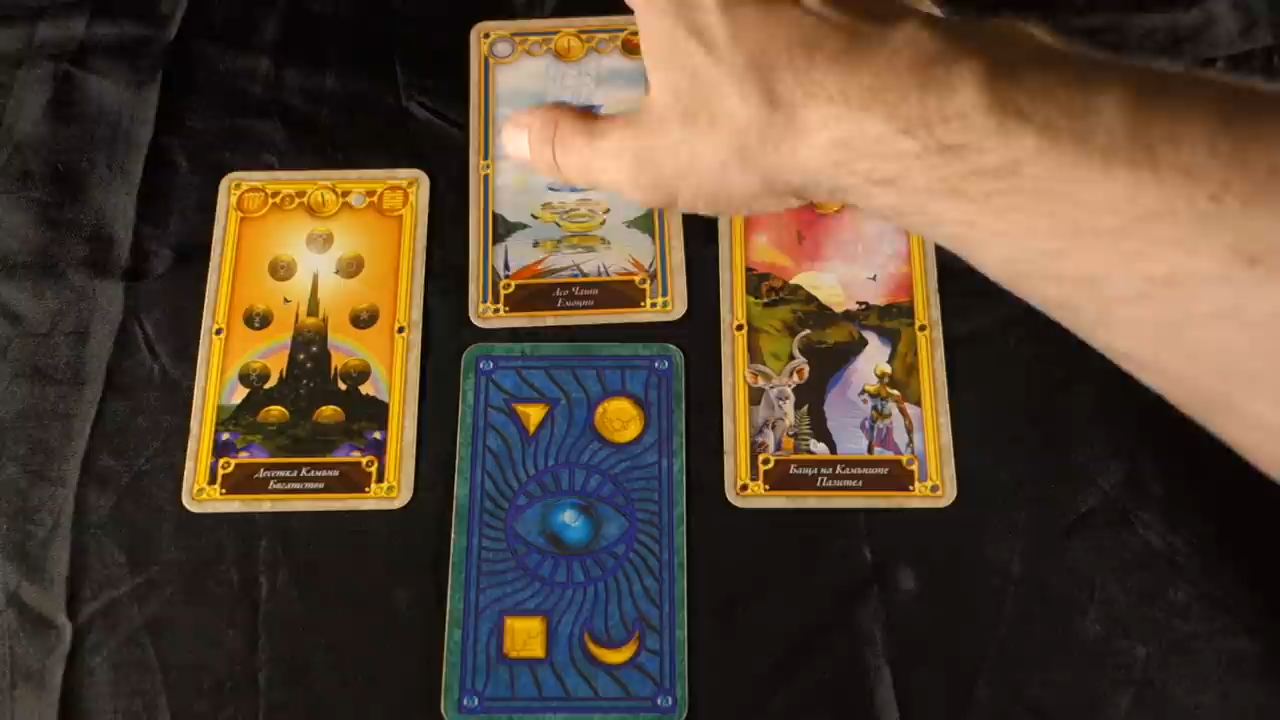 Асо Чаши
Емоции
Десетка Камъни
Богатство
Баща на Камъните
Пазител